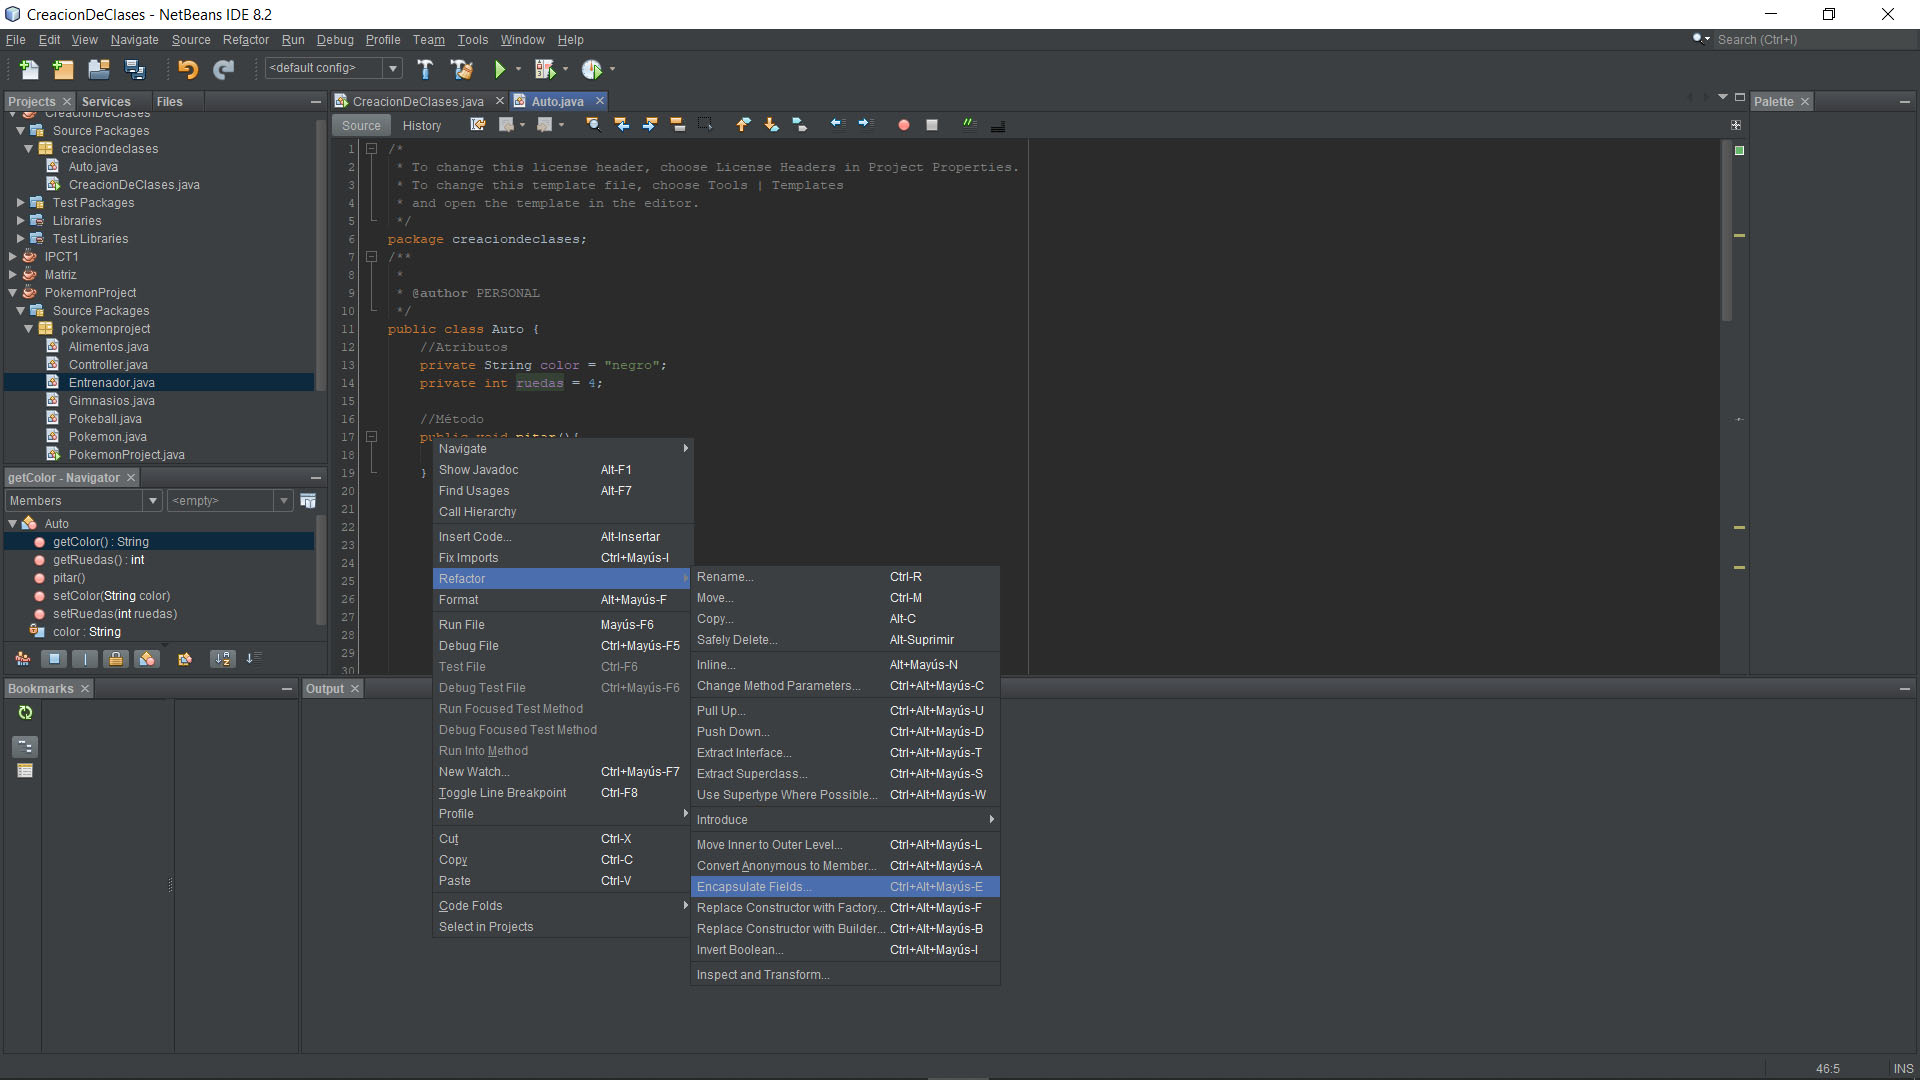 CreacionDeClases - NetBeans IDE 8.2
File Edit View Navigate Source Refactor Run Debug Profile Team Tools Window Help
Search (Ctrl+I)
<default config>
Projects Services Files
CreacionDeClases
Source Packages
creaciondeclases
Auto.java
CreacionDeClases.java
Test Packages
Libraries
Test Libraries
IPCT1
Matriz
PokemonProject
Source Packages
pokemonproject
Alimentos.java
Controller.java
Entrenador.java
Gimnasios.java
Pokeball.java
Pokemon.java
PokemonProject.java
getColor - Navigator
Members <empty>
Auto
getColor() : String
getRuedas() : int
pitar()
setColor(String color)
setRuedas(int ruedas)
color : String
CreacionDeClases.java Auto.java
Source History
1 /*
2 * To change this license header, choose License Headers in Project Properties.
3 * To change this template file, choose Tools | Templates
4 * and open the template in the editor.
5 */
6 package creaciondeclases;
7 /**
8 *
9 * @author PERSONAL
10 */
11 public class Auto {
12 //Atributos
13 private String color = "negro";
14 private int ruedas = 4;
15
16 //Método
17 public void pitar(){
18
19 }
20
21
22
23
24
25
26
27
28
29
30
Palette
Navigate
Show Javadoc Alt-F1
Find Usages Alt-F7
Call Hierarchy
Insert Code... Alt-Insertar
Fix Imports Ctrl+Mayús-I
Refactor
Format Alt+Mayús-F
Run File Mayús-F6
Debug File Ctrl+Mayús-F5
Test File Ctrl-F6
Debug Test File Ctrl+Mayús-F6
Run Focused Test Method
Debug Focused Test Method
Run Into Method
New Watch... Ctrl+Mayús-F7
Toggle Line Breakpoint Ctrl-F8
Profile
Cut Ctrl-X
Copy Ctrl-C
Paste Ctrl-V
Code Folds
Select in Projects
Rename... Ctrl-R
Move... Ctrl-M
Copy... Alt-C
Safely Delete... Alt-Suprimir
Inline... Alt+Mayús-N
Change Method Parameters... Ctrl+Alt+Mayús-C
Pull Up... Ctrl+Alt+Mayús-U
Push Down... Ctrl+Alt+Mayús-D
Extract Interface... Ctrl+Alt+Mayús-T
Extract Superclass... Ctrl+Alt+Mayús-S
Use Supertype Where Possible... Ctrl+Alt+Mayús-W
Introduce
Move Inner to Outer Level... Ctrl+Alt+Mayús-L
Convert Anonymous to Member... Ctrl+Alt+Mayús-A
Encapsulate Fields... Ctrl+Alt+Mayús-E
Replace Constructor with Factory... Ctrl+Alt+Mayús-F
Replace Constructor with Builder... Ctrl+Alt+Mayús-B
Invert Boolean... Ctrl+Alt+Mayús-I
Inspect and Transform...
Bookmarks
Output
46:5 INS